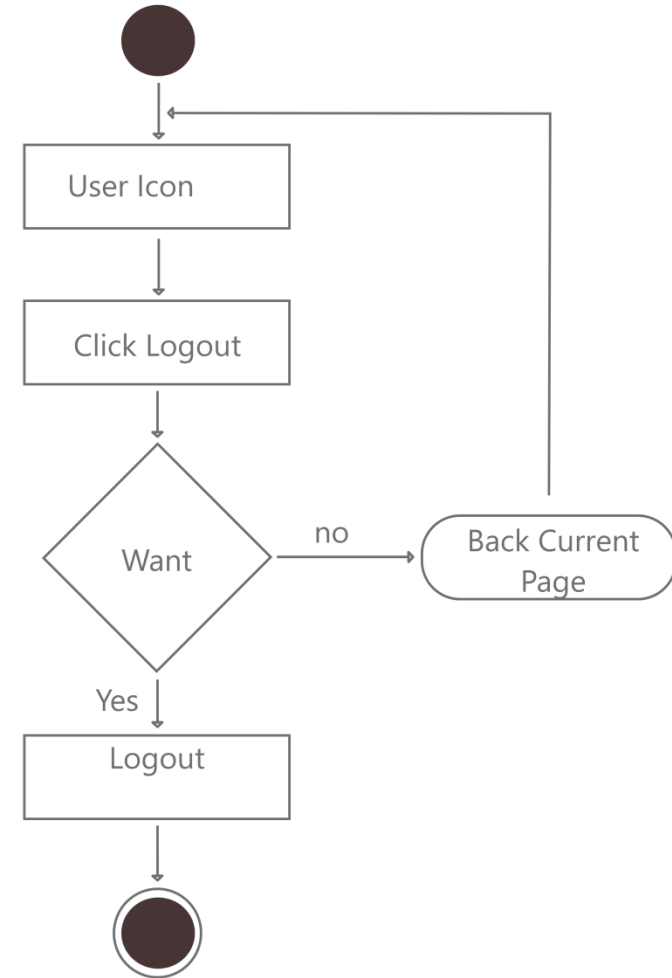 User Icon
Click Logout
Want
no
Back Current
Page
Yes
Logout